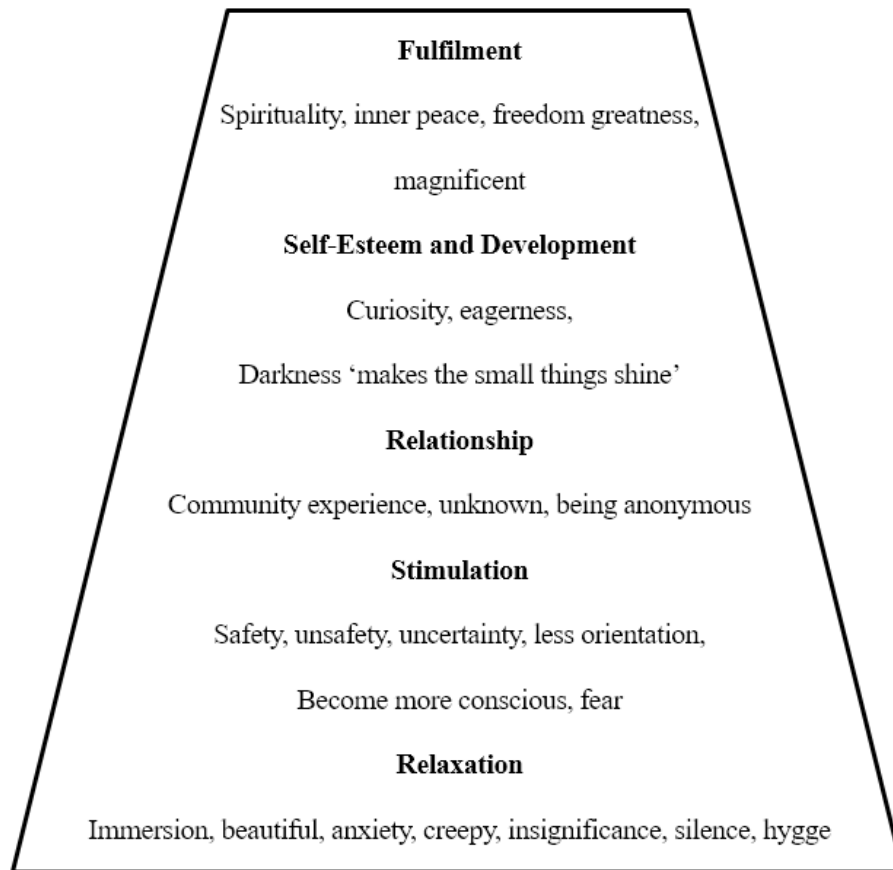 Fulfilment
Spirituality, inner peace, freedom greatness,
magnificent
Self-Esteem and Development
Curiosity, eagerness,
Darkness ‘makes the small things shine’
Relationship
Community experience, unknown, being anonymous
Stimulation
Safety, unsafety, uncertainty, less orientation,
Become more conscious, fear
Relaxation
Immersion, beautiful, anxiety, creepy, insignificance, silence, hygge